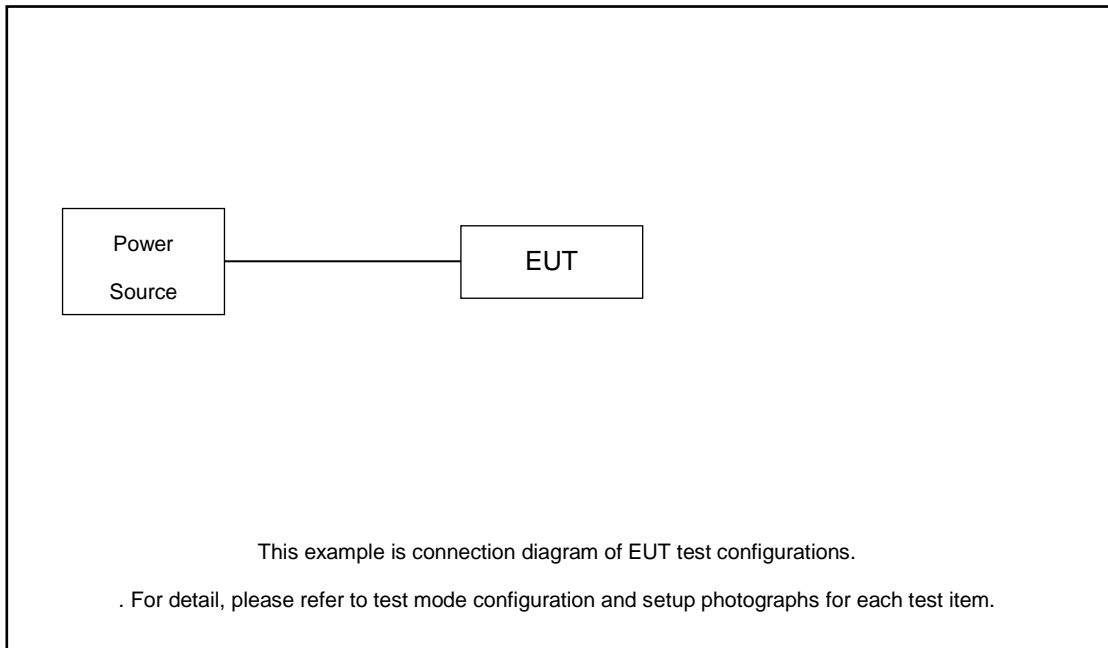 Power
Source
EUT
This example is connection diagram of EUT test configurations.
. For detail, please refer to test mode configuration and setup photographs for each test item.